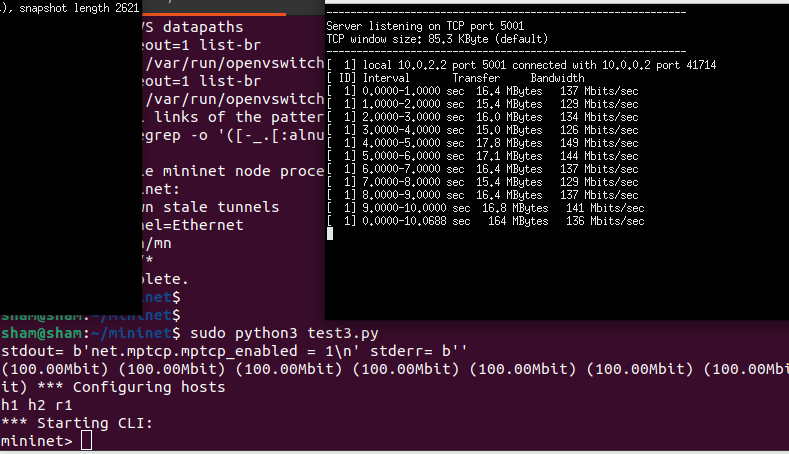 ), snapshot length 2621
S datapaths
eout=1 list-br
/var/run/openvswitch
eout=1 list-br
/var/run/openvswitch
links of the patter
egrep -o '([-_.[:alnu
le mininet node proce
inet:
wn stale tunnels
nel=Ethernet
n/mn
/*
plete.
ininet$
sham@sham:~/mininet$
sham@sham:~/mininet$ sudo python3 test3.py
stdout= b'net.mptcp.mptcp_enabled = 1\n' stderr= b''
(100.00Mbit) (100.00Mbit) (100.00Mbit) (100.00Mbit) (100.00Mbit) (100.00Mbit) (100.00Mb
it) *** Configuring hosts
h1 h2 r1
*** Starting CLI:
mininet>
------------------------------------------------------------
Server listening on TCP port 5001
TCP window size: 85.3 KByte (default)
------------------------------------------------------------
[  1] local 10.0.2.2 port 5001 connected with 10.0.0.2 port 41714
[ ID] Interval       Transfer     Bandwidth
[  1] 0.0000-1.0000 sec  16.4 MBytes   137 Mbits/sec
[  1] 1.0000-2.0000 sec  15.4 MBytes   129 Mbits/sec
[  1] 2.0000-3.0000 sec  16.0 MBytes   134 Mbits/sec
[  1] 3.0000-4.0000 sec  15.0 MBytes   126 Mbits/sec
[  1] 4.0000-5.0000 sec  17.8 MBytes   149 Mbits/sec
[  1] 5.0000-6.0000 sec  17.1 MBytes   144 Mbits/sec
[  1] 6.0000-7.0000 sec  16.4 MBytes   137 Mbits/sec
[  1] 7.0000-8.0000 sec  15.4 MBytes   129 Mbits/sec
[  1] 8.0000-9.0000 sec  16.4 MBytes   137 Mbits/sec
[  1] 9.0000-10.0000 sec  16.8 MBytes   141 Mbits/sec
[  1] 0.0000-10.0688 sec   164 MBytes   136 Mbits/sec